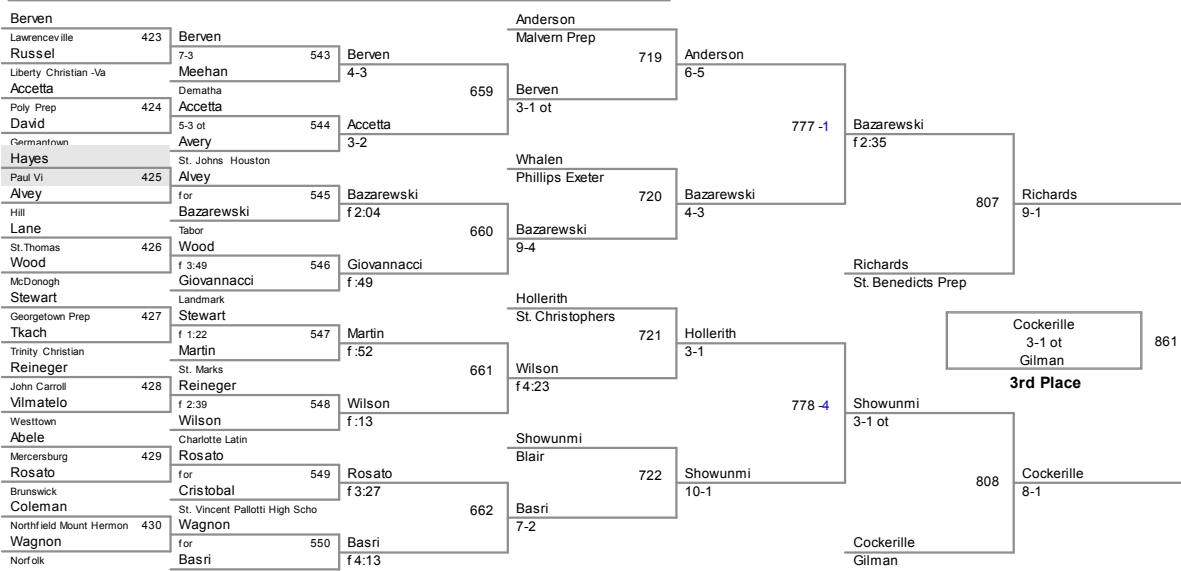 Berven
Lawrenceville 423
Russel
Liberty Christian -Va
Accetta
Poly Prep 424
David
Germantown
Hayes
Paul Vi 425
Alvey
Hill
Lane
St.Thomas 426
Wood
McDonogh
Stewart
Georgetown Prep 427
Tkach
Trinity Christian
Reineger
John Carroll 428
Vilmatelo
Westtown
Abele
Mercersburg 429
Rosato
Brunswick
Coleman
Northfield Mount Hermon 430
Wagnon
Norfolk
Berven
7-3 543
Meehan
Dematha
Accetta
5-3 ot 544
Avery
St. Johns Houston
Alvey
for 545
Bazarewski
Tabor
Wood
f 3:49 546
Giovannacci
Landmark
Stewart
f 1:22 547
Martin
St. Marks
Reineger
f 2:39 548
Wilson
Charlotte Latin
Rosato
for 549
Cristobal
St. Vincent Pallotti High Scho
Wagnon
for 550
Basri
Berven
4-3
659
Accetta
3-2
Bazarewski
f 2:04
660
Giovannacci
f :49
Martin
f :52
661
Wilson
f :13
Rosato
f 3:27
662
Basri
f 4:13
Anderson
Malvern Prep
719
Berven
3-1 ot
Whalen
Phillips Exeter
720
Bazarewski
9-4
Hollerith
St. Christophers
721
Wilson
f 4:23
Showunmi
Blair
722
Basri
7-2
Anderson
6-5
777 -1
Bazarewski
4-3
Hollerith
3-1
778 -4
Showunmi
10-1
Bazarewski
f 2:35
807
Richards
St. Benedicts Prep
Showunmi
3-1 ot
808
Cockerille
Gilman
Richards
9-1
Cockerille
3-1 ot 861
Gilman
3rd Place
Cockerille
8-1